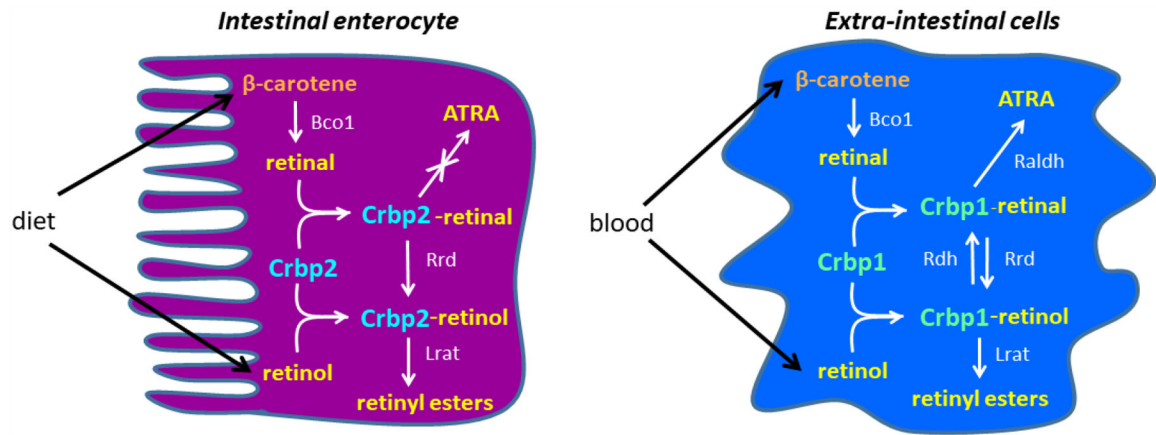 Intestinal enterocyte
β-carotene
Bco1
ATRA
retinal
Crbp2-retinal
diet
Crbp2
Rrd
Crbp2-retinol
Lrat
retinol
retinyl esters
Extra-intestinal cells
β-carotene
ATRA
Bco1
retinal
Raldh
Crbp1-retinal
blood
Crbp1
Rdh
Rrd
Crbp1-retinol
Lrat
retinol
retinyl esters